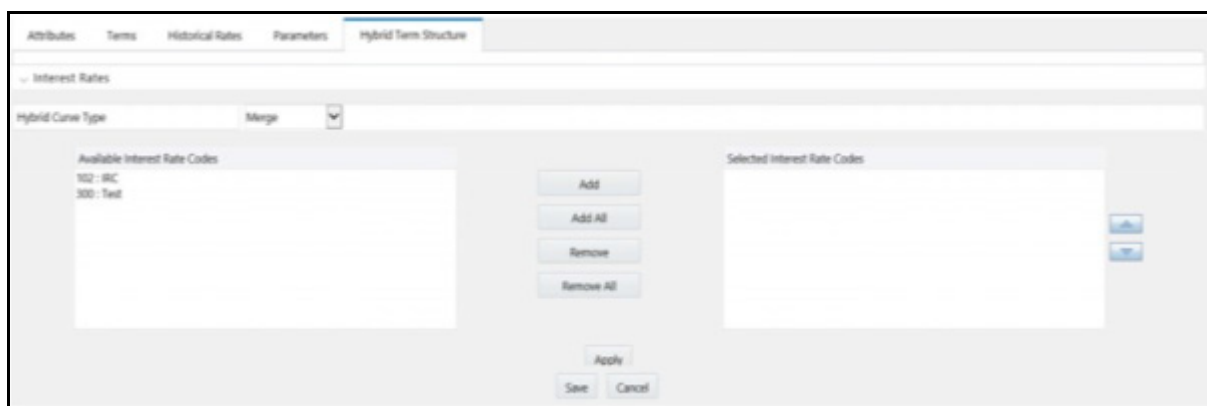 Attributes Terms Historical Rates Parameters Hybrid Term Structure
Interest Rates
Hybrid Curve Type Merge
Available Interest Rate Codes Selected Interest Rate Codes
102 : IRC
300 : Test
Add
Add All
Remove
Remove All
Apply
Save Cancel